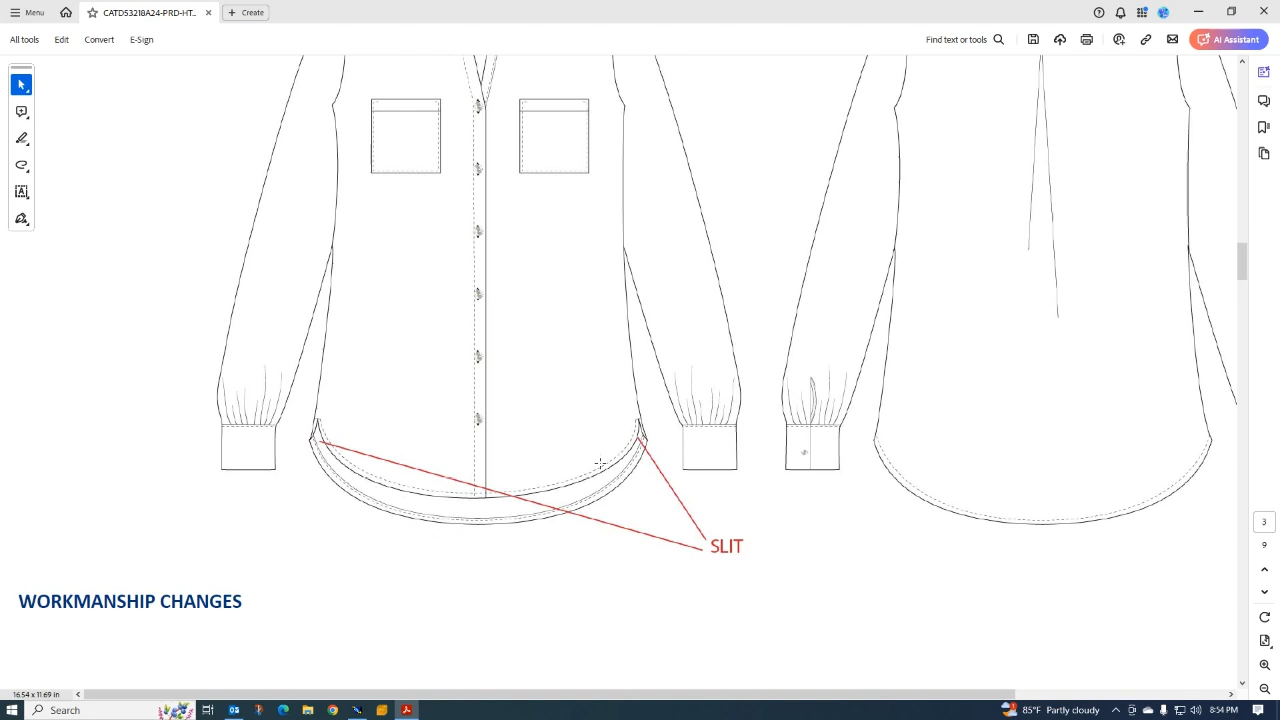 Menu
CATD53218A24-PRD-HT...
Create
All tools
Edit
Convert
E-Sign
Find text or tools
AI Assistant
SLIT
3
9
WORKMANSHIP CHANGES
16.54 x 11.69 in
Search
85°F Partly cloudy
8:54 PM